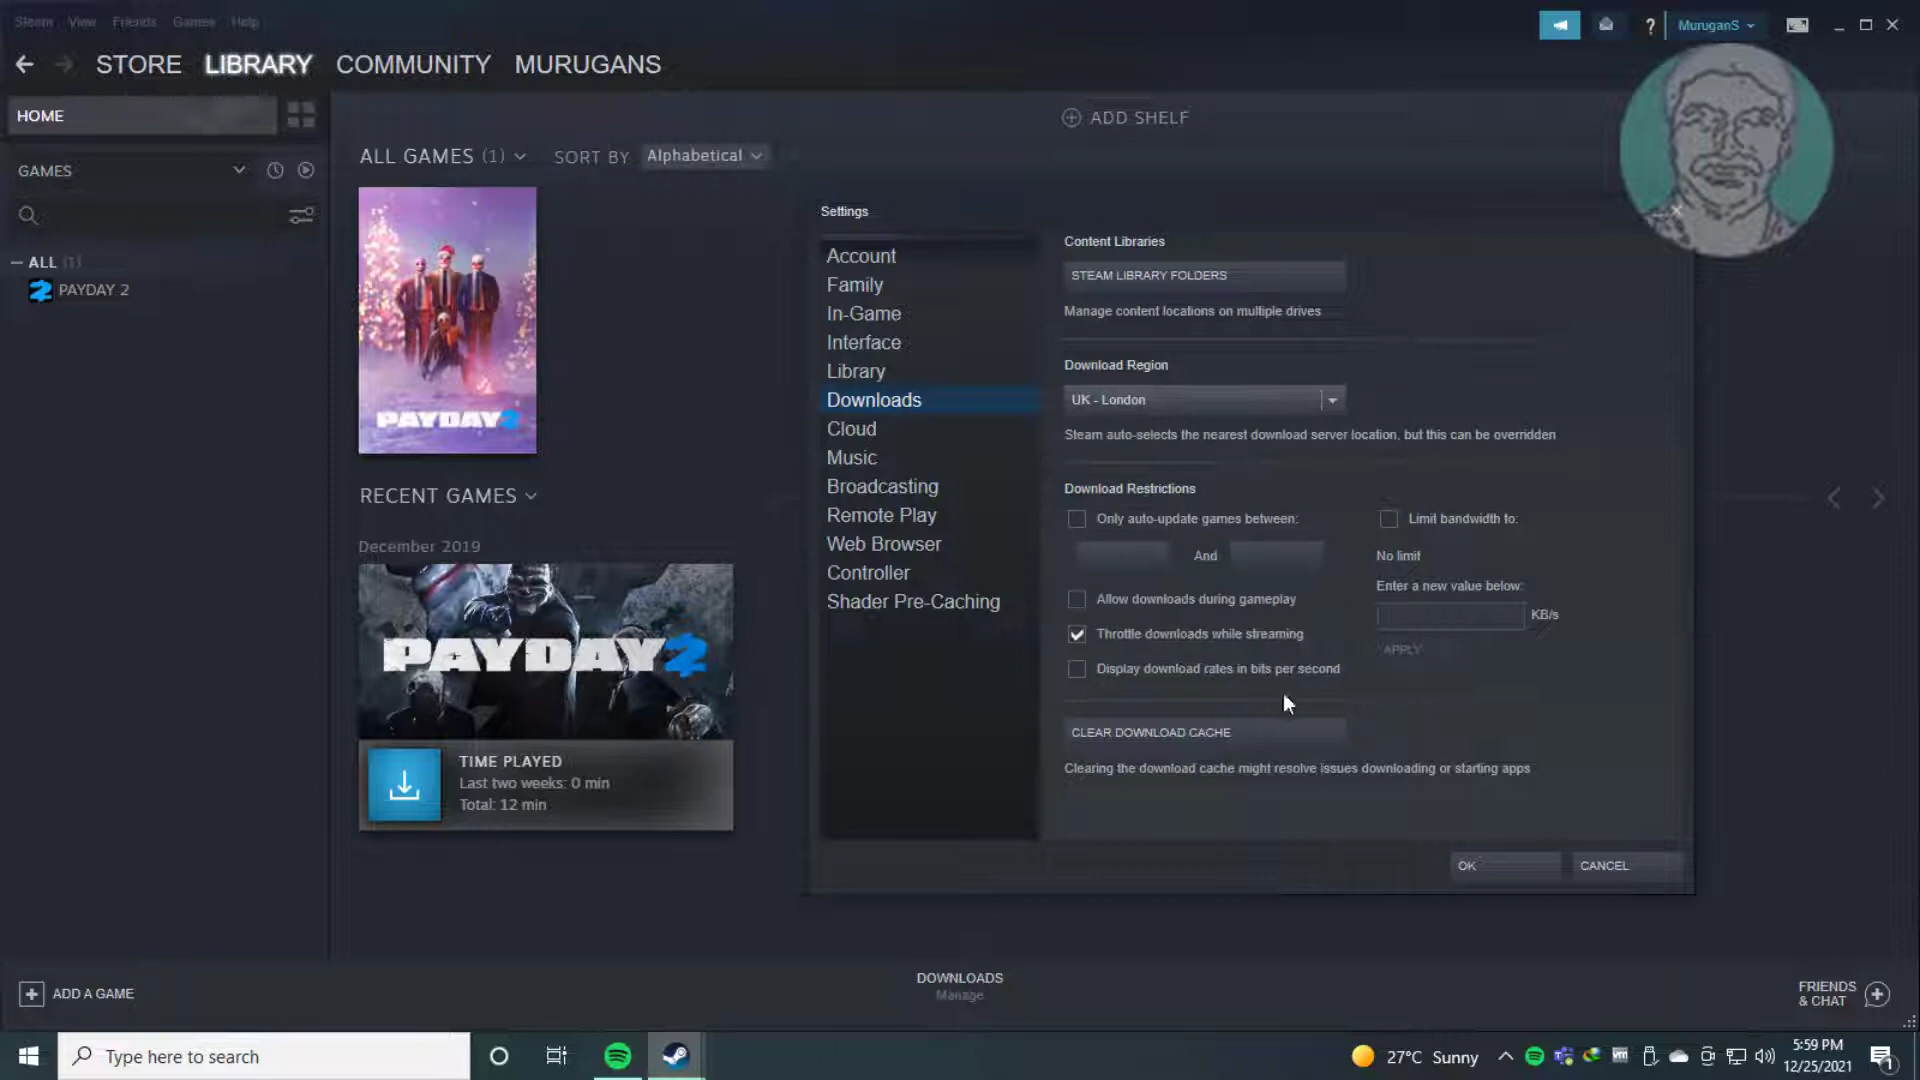 Steam View Friends Games Help
MuruganS
STORE LIBRARY COMMUNITY MURUGANS
HOME
ADD SHELF
GAMES
ALL GAMES (1) SORT BY Alphabetical
ALL (1)
PAYDAY 2
PAYDAY 2
RECENT GAMES
December 2019
PAYDAY 2
TIME PLAYED
Last two weeks: 0 min
Total: 12 min
Settings
Account
Family
In-Game
Interface
Library
Downloads
Cloud
Music
Broadcasting
Remote Play
Web Browser
Controller
Shader Pre-Caching
Content Libraries
STEAM LIBRARY FOLDERS
Manage content locations on multiple drives
Download Region
UK - London
Steam auto-selects the nearest download server location, but this can be overridden
Download Restrictions
Only auto-update games between:
And
Allow downloads during gameplay
Throttle downloads while streaming
Display download rates in bits per second
Limit bandwidth to:
No limit
Enter a new value below:
KB/s
APPLY
CLEAR DOWNLOAD CACHE
Clearing the download cache might resolve issues downloading or starting apps
OK CANCEL
ADD A GAME
DOWNLOADS
Manage
FRIENDS
& CHAT
Type here to search
27°C Sunny
5:59 PM
12/25/2021
1